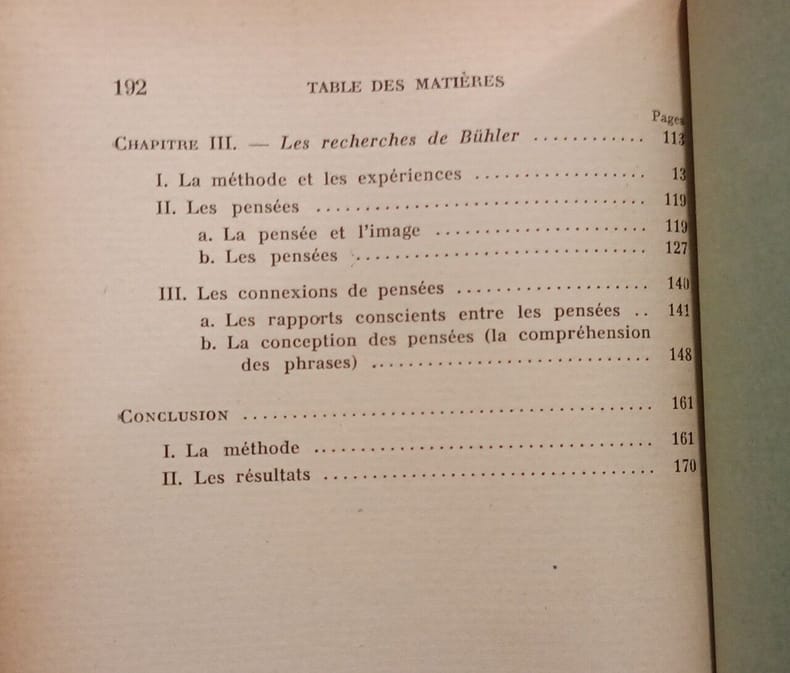 192 TABLE DES MATIÈRES
Pages
CHAPITRE III. — Les recherches de Bühler ............ 113
I. La méthode et les expériences .................. 13
II. Les pensées .................................. 119
a. La pensée et l'image ...................... 119
b. Les pensées .............................. 127
III. Les connexions de pensées .................... 140
a. Les rapports conscients entre les pensées .. 141
b. La conception des pensées (la compréhension
des phrases) ............................ 148
CONCLUSION ........................................ 161
I. La méthode .................................. 161
II. Les résultats ................................ 170